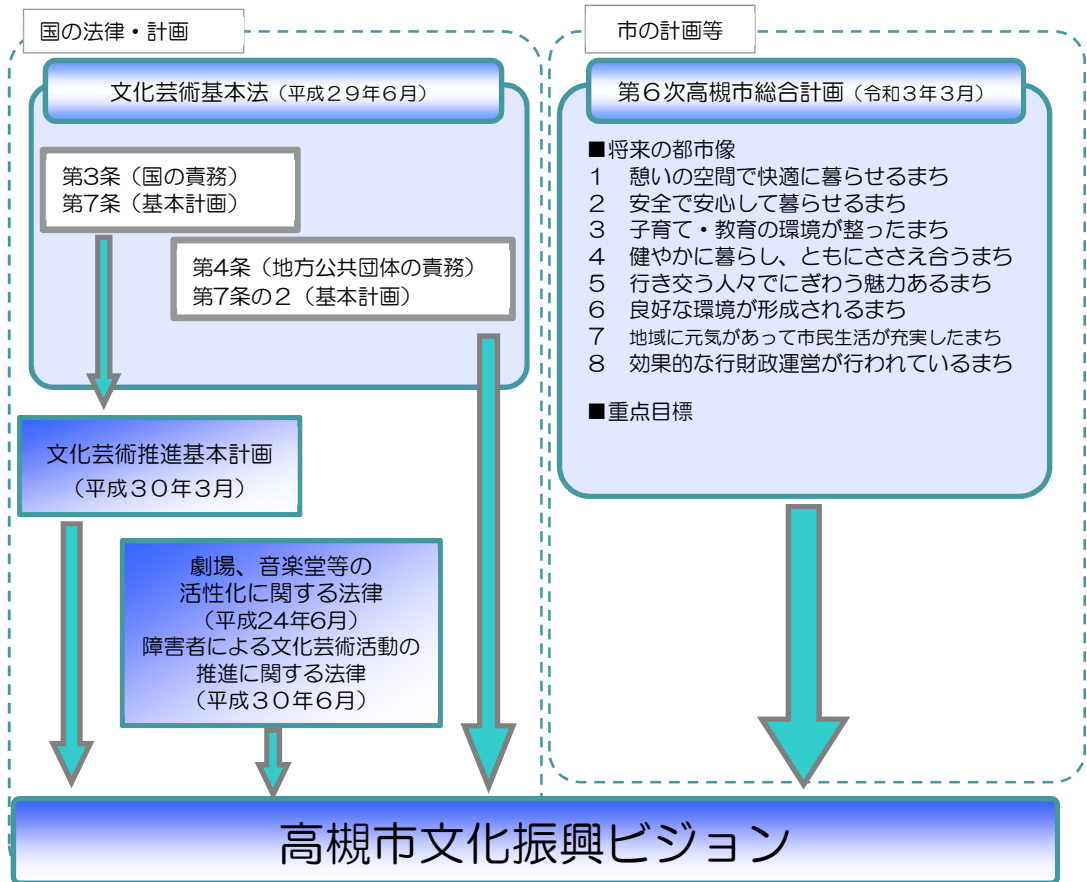 国の法律・計画
文化芸術基本法（平成２９年６月）
第３条（国の責務）
第７条（基本計画）
第４条（地方公共団体の責務）
第７条の２（基本計画）
文化芸術推進基本計画
（平成３０年３月）
劇場、音楽堂等の
活性化に関する法律
（平成24年６月）
障害者による文化芸術活動の
推進に関する法律
（平成３０年６月）
市の計画等
第６次高槻市総合計画（令和３年３月）
■将来の都市像
１　憩いの空間で快適に暮らせるまち
２　安全で安心して暮らせるまち
３　子育て・教育の環境が整ったまち
４　健やかに暮らし、ともにささえ合うまち
５　行き交う人々でにぎわう魅力あるまち
６　良好な環境が形成されるまち
７　地域に元気があって市民生活が充実したまち
８　効果的な行財政運営が行われているまち
■重点目標
高槻市文化振興ビジョン